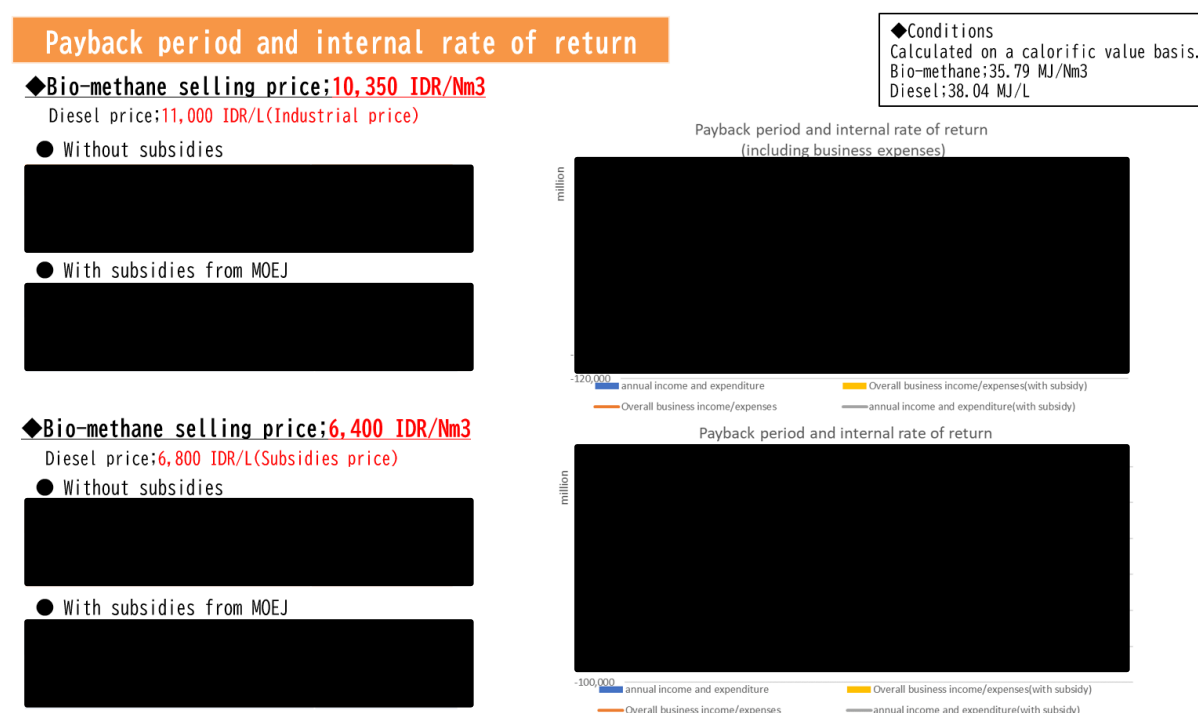 Payback period and internal rate of return
◆Conditions
Calculated on a calorific value basis.
Bio-methane;35.79 MJ/Nm3
Diesel;38.04 MJ/L
◆Bio-methane selling price;10,350 IDR/Nm3
Diesel price;11,000 IDR/L(Industrial price)
● Without subsidies
● With subsidies from MOEJ
Payback period and internal rate of return
(including business expenses)
million
-120,000
annual income and expenditure
Overall business income/expenses(with subsidy)
Overall business income/expenses
annual income and expenditure(with subsidy)
◆Bio-methane selling price;6,400 IDR/Nm3
Diesel price;6,800 IDR/L(Subsidies price)
● Without subsidies
● With subsidies from MOEJ
Payback period and internal rate of return
million
-100,000
annual income and expenditure
Overall business income/expenses(with subsidy)
Overall business income/expenses
annual income and expenditure(with subsidy)